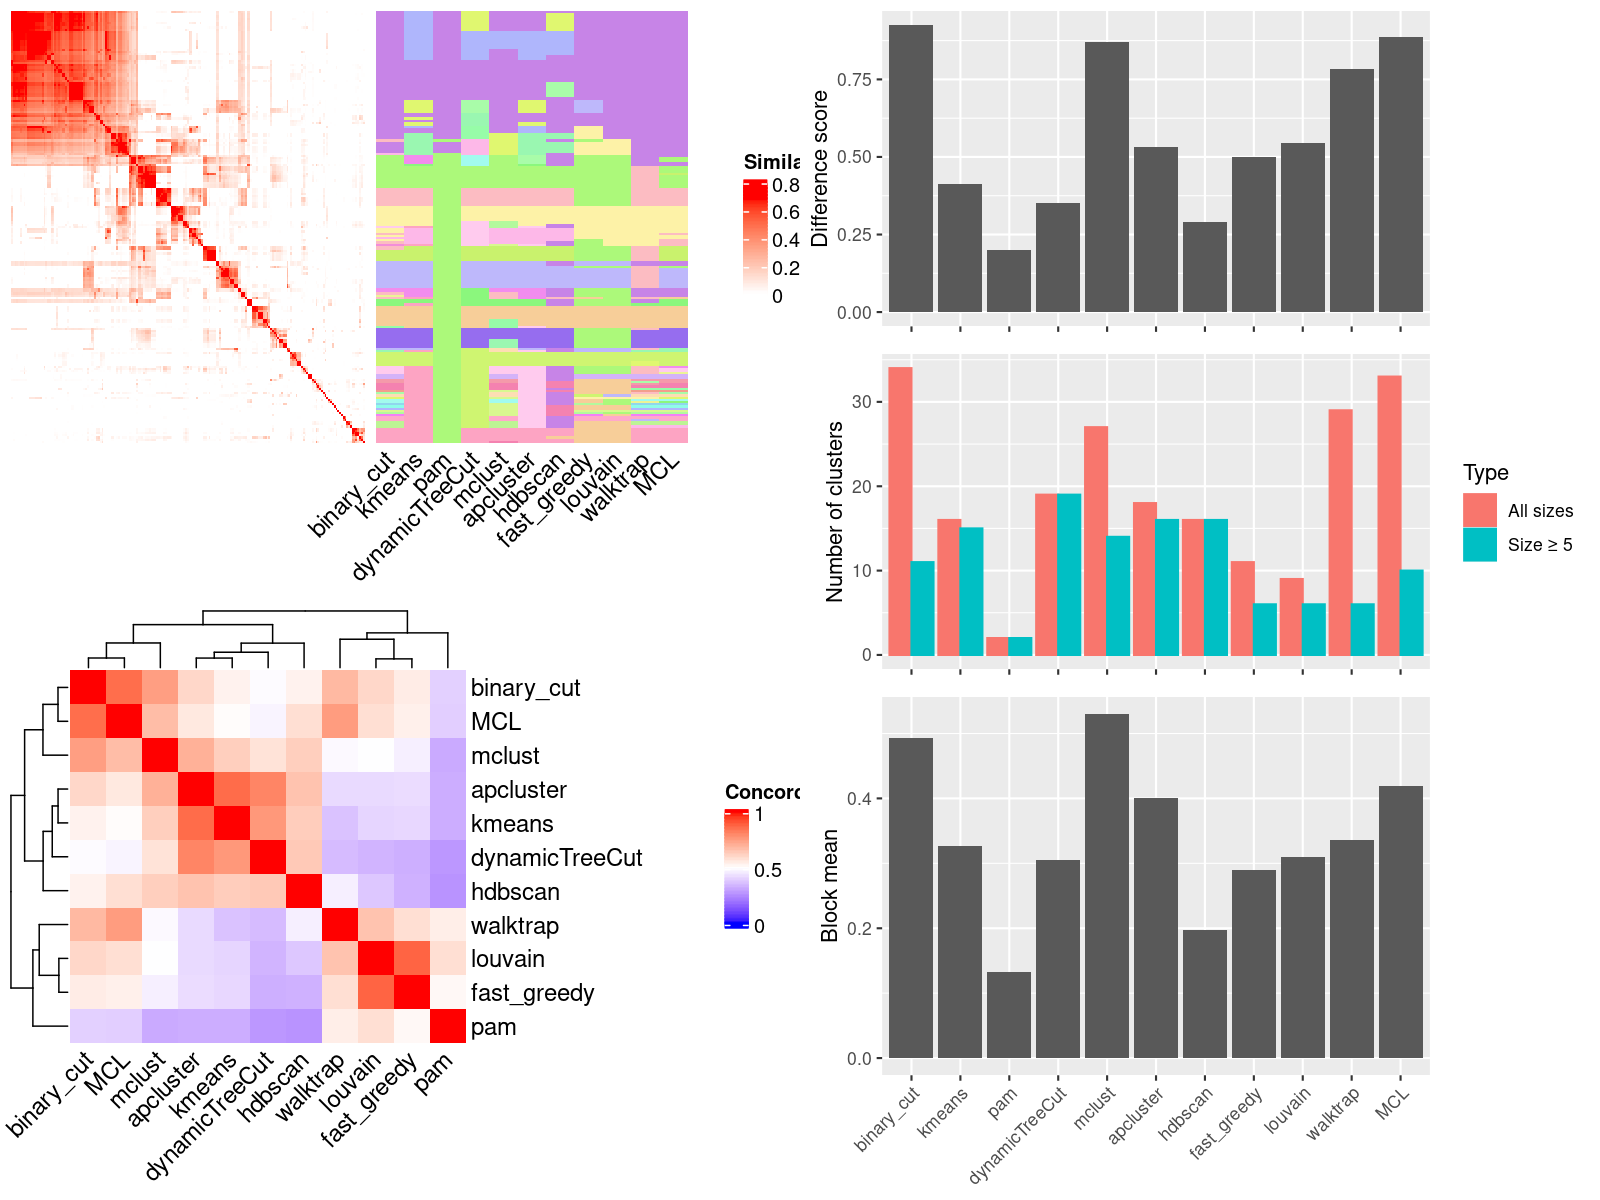 Simila
0.8
0.6
0.4
0.2
0
binary_cut
kmeans
pam
dynamicTreeCut
mclust
apcluster
hdbscan
fast_greedy
louvain
walktrap
MCL
Difference score
0.75
0.50
0.25
0.00
Number of clusters
30
20
10
0
Type
All sizes
Size ≥ 5
binary_cut
MCL
mclust
apcluster
kmeans
dynamicTreeCut
hdbscan
walktrap
louvain
fast_greedy
pam
binary_cut
MCL
mclust
apcluster
kmeans
dynamicTreeCut
hdbscan
walktrap
louvain
fast_greedy
pam
Concord
1
0.5
0
Block mean
0.4
0.2
0.0
binary_cut
kmeans
pam
dynamicTreeCut
mclust
apcluster
hdbscan
fast_greedy
louvain
walktrap
MCL